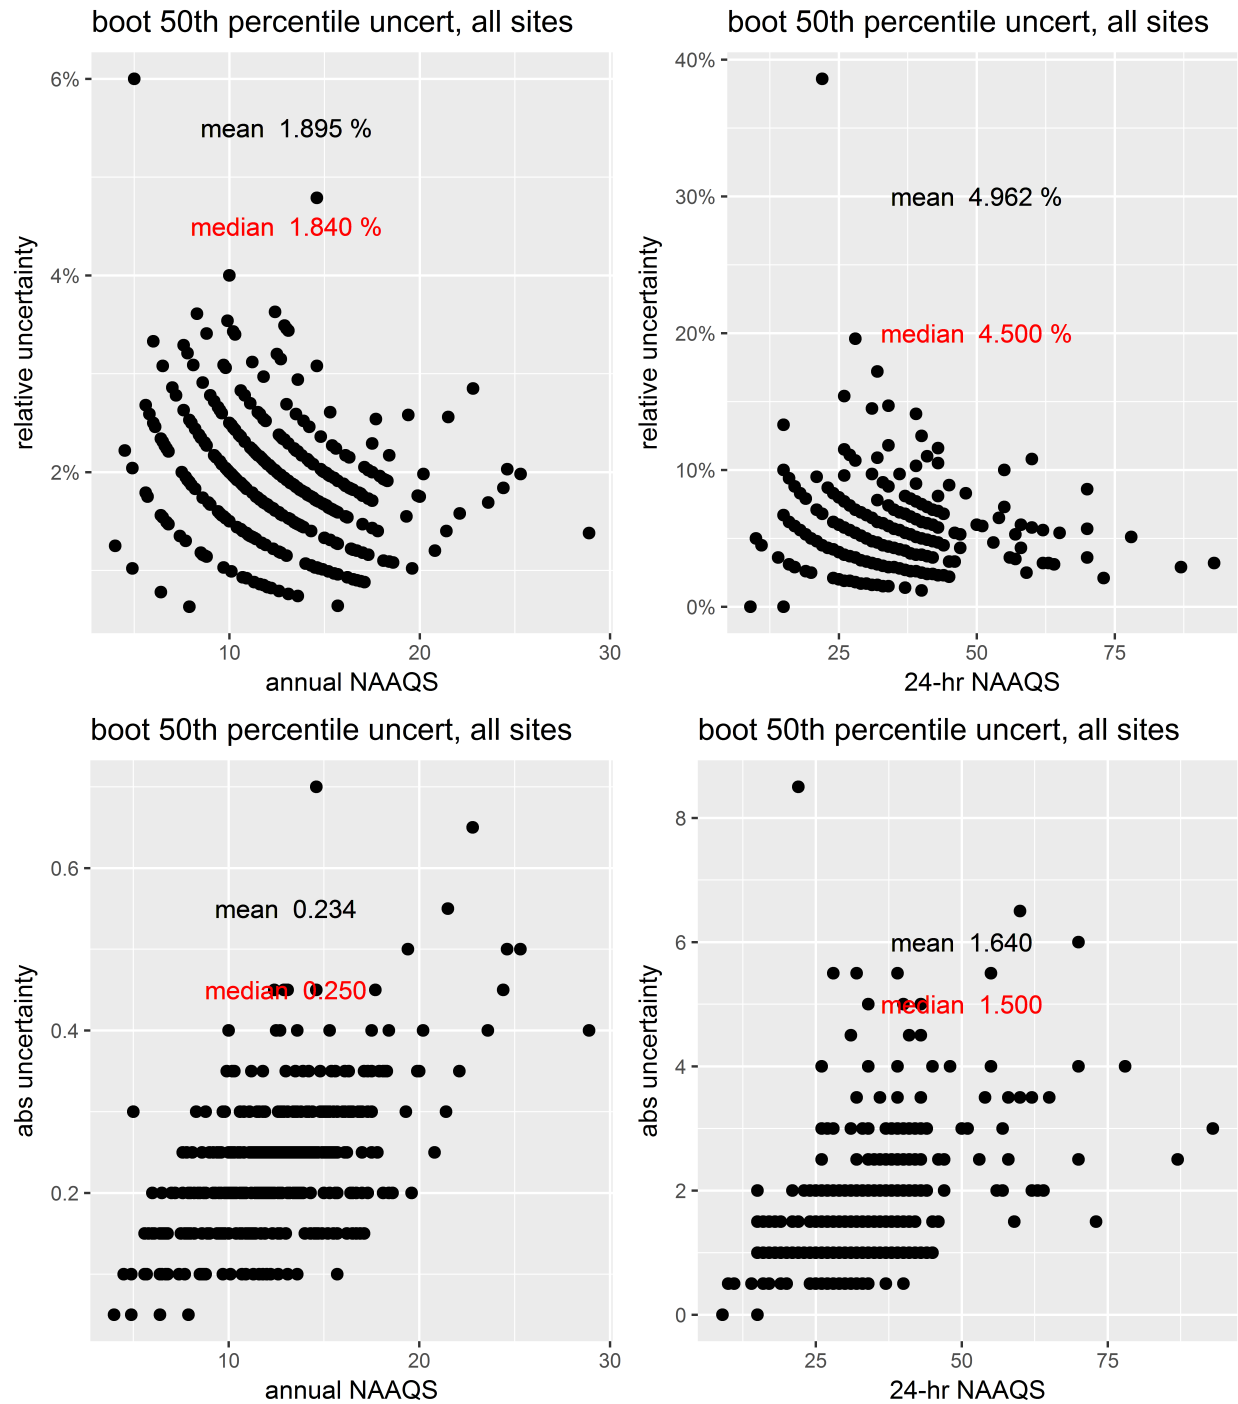 boot 50th percentile uncert, all sites
6%
4%
2%
mean 1.895 %
median 1.840 %
relative uncertainty
10
20
30
annual NAAQS
boot 50th percentile uncert, all sites
40%
30%
20%
10%
0%
mean 4.962 %
median 4.500 %
relative uncertainty
25
50
75
24-hr NAAQS
boot 50th percentile uncert, all sites
0.6
0.4
0.2
mean 0.234
median 0.250
abs uncertainty
10
20
30
annual NAAQS
boot 50th percentile uncert, all sites
8
6
4
2
0
mean 1.640
median 1.500
abs uncertainty
25
50
75
24-hr NAAQS